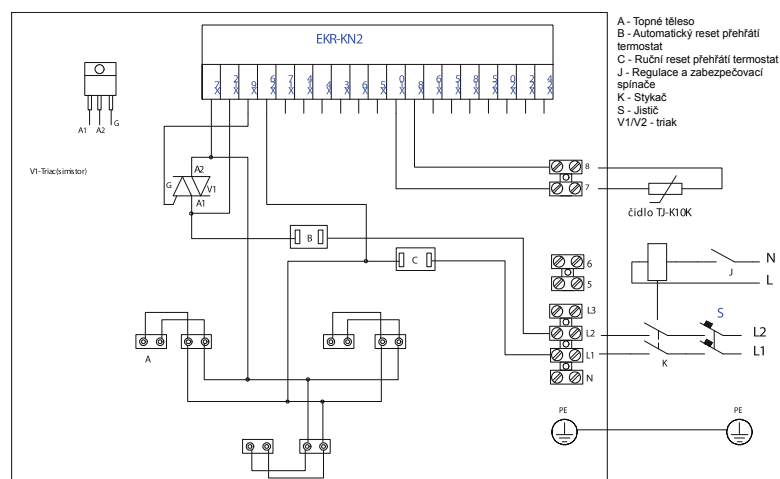 EKR-KN2
A - Topné těleso
B - Automatický reset přehřátí
termostat
C - Ruční reset přehřátí termostat
J - Regulace a zabezpečovací
spínače
K - Stykač
S - Jistič
V1/V2 - triak
A1 A2 G
V1-Triac(simistor)
A2
G
V1
A1
8
7
čidlo TJ-K10K
B
C
6
5
N
J
L
L3
S
L2
L2
L1
L1
K
N
A
PE
PE